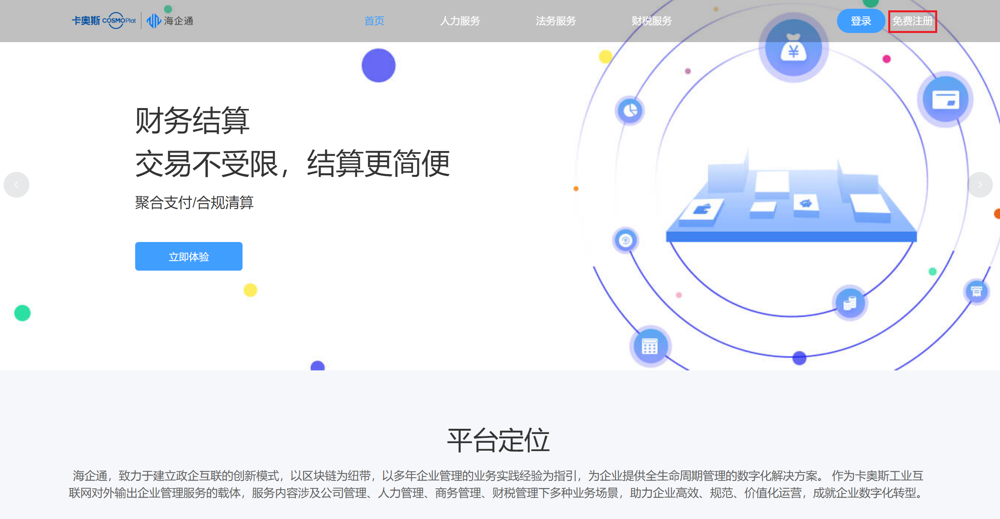 卡奥斯 COSMOPlat 海企通
首页 人力服务 法务服务 财税服务 登录 免费注册
财务结算
交易不受限，结算更简便
聚合支付/合规清算
立即体验
平台定位
海企通，致力于建立政企互联的创新模式，以区块链为纽带，以多年企业管理的业务实践经验为指引，为企业提供全生命周期管理的数字化解决方案。 作为卡奥斯工业互
联网对外输出企业管理服务的载体，服务内容涉及公司管理、人力管理、商务管理、财税管理下多种业务场景，助力企业高效、规范、价值化运营，成就企业数字化转型。